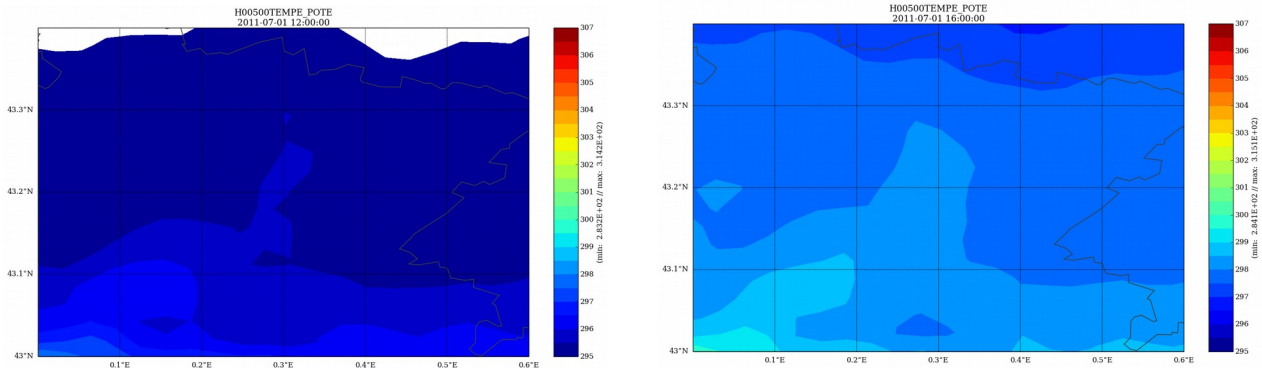 H00500TEMPE_POTE
2011-07-01 12:00:00
43.3°N
43.2°N
43.1°N
43°N
0.1°E
0.2°E
0.3°E
0.4°E
0.5°E
0.6°E
307
306
305
304
303
302
301
300
299
298
297
296
295
(min: 2.832E+02 // max: 3.142E+02)
H00500TEMPE_POTE
2011-07-01 16:00:00
43.3°N
43.2°N
43.1°N
43°N
0.1°E
0.2°E
0.3°E
0.4°E
0.5°E
0.6°E
307
306
305
304
303
302
301
300
299
298
297
296
295
(min: 2.841E+02 // max: 3.151E+02)